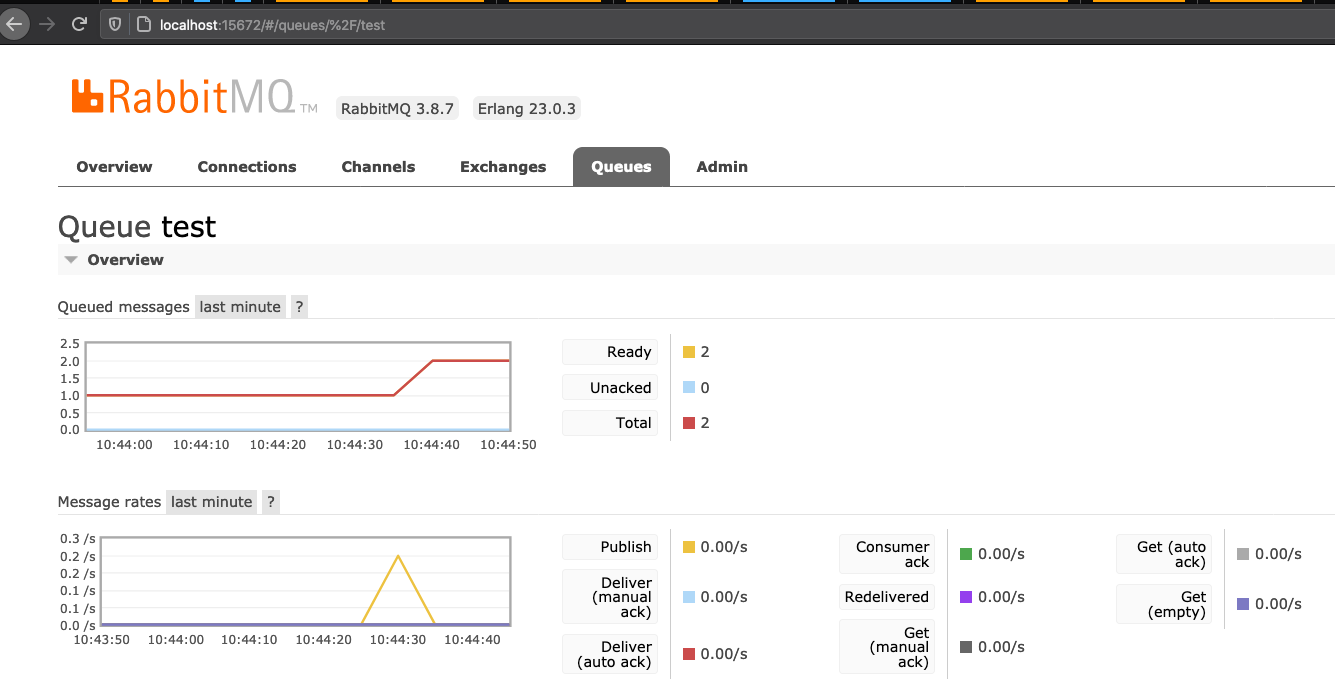 localhost:15672/#/queues/%2F/test
RabbitMQ TM RabbitMQ 3.8.7 Erlang 23.0.3
Overview Connections Channels Exchanges Queues Admin
Queue test
Overview
Queued messages last minute ?
2.5
2.0
1.5
1.0
0.5
0.0
10:44:00 10:44:10 10:44:20 10:44:30 10:44:40 10:44:50
Ready 2
Unacked 0
Total 2
Message rates last minute ?
0.3 /s
0.2 /s
0.2 /s
0.1 /s
0.1 /s
0.0 /s
10:43:50 10:44:00 10:44:10 10:44:20 10:44:30 10:44:40
Publish 0.00/s
Deliver
(manual 0.00/s
ack)
Deliver
(auto ack) 0.00/s
Consumer
ack 0.00/s
Redelivered 0.00/s
Get
(manual 0.00/s
ack)
Get (auto
ack) 0.00/s
Get
(empty) 0.00/s